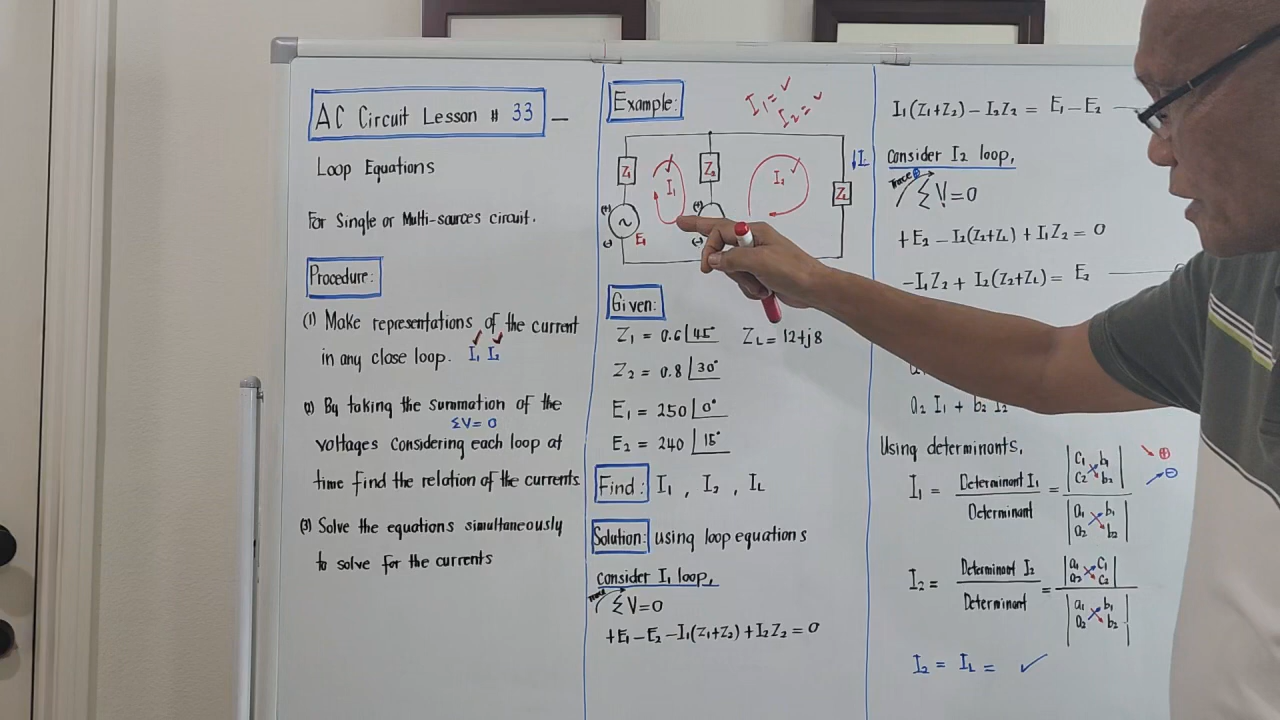 AC Circuit Lesson # 33
Loop Equations
For Single or Multi-sources circuit.
Procedure:
(1) Make representations of the current
in any close loop. I₁ I₂
(2) By taking the summation of the
ΣV= 0
voltages considering each loop at
time find the relation of the currents
(3) Solve the equations simultaneously
to solve for the currents
Example:
I₁ = ✓
I₂ = ✓
Z₁
I₁
Z₂
I₂
Z_L
↓I_L
(+)
(-)
E₁
(+)
(-)
Given:
Z₁ = 0.6∠45° Z_L = 12+j8
Z₂ = 0.8∠30°
E₁ = 250∠0°
E₂ = 240∠15°
Find: I₁ , I₂ , I_L
Solution: using loop equations
consider I₁ loop,
Trace
ΣV=0
+E₁-E₂-I₁(Z₁+Z₂)+I₂Z₂ = 0
I₁(Z₁+Z₂) - I₂Z₂ = E₁-E₂
Consider I₂ loop,
Trace ⊕
ΣV=0
+E₂ - I₂(Z₂+Z_L) + I₁Z₂ = 0
-I₁Z₂ + I₂(Z₂+Z_L) = E₂
a₂ I₁ + b₂ I₂
Using determinants,
I₁ = Determinant I₁ / Determinant = |c₁ b₁ c₂ b₂| / |a₁ b₁ a₂ b₂| ⊕ ⊖
I₂ = Determinant I₂ / Determinant = |a₁ c₁ a₂ c₂| / |a₁ b₁ a₂ b₂|
I₂ = I_L = ✓